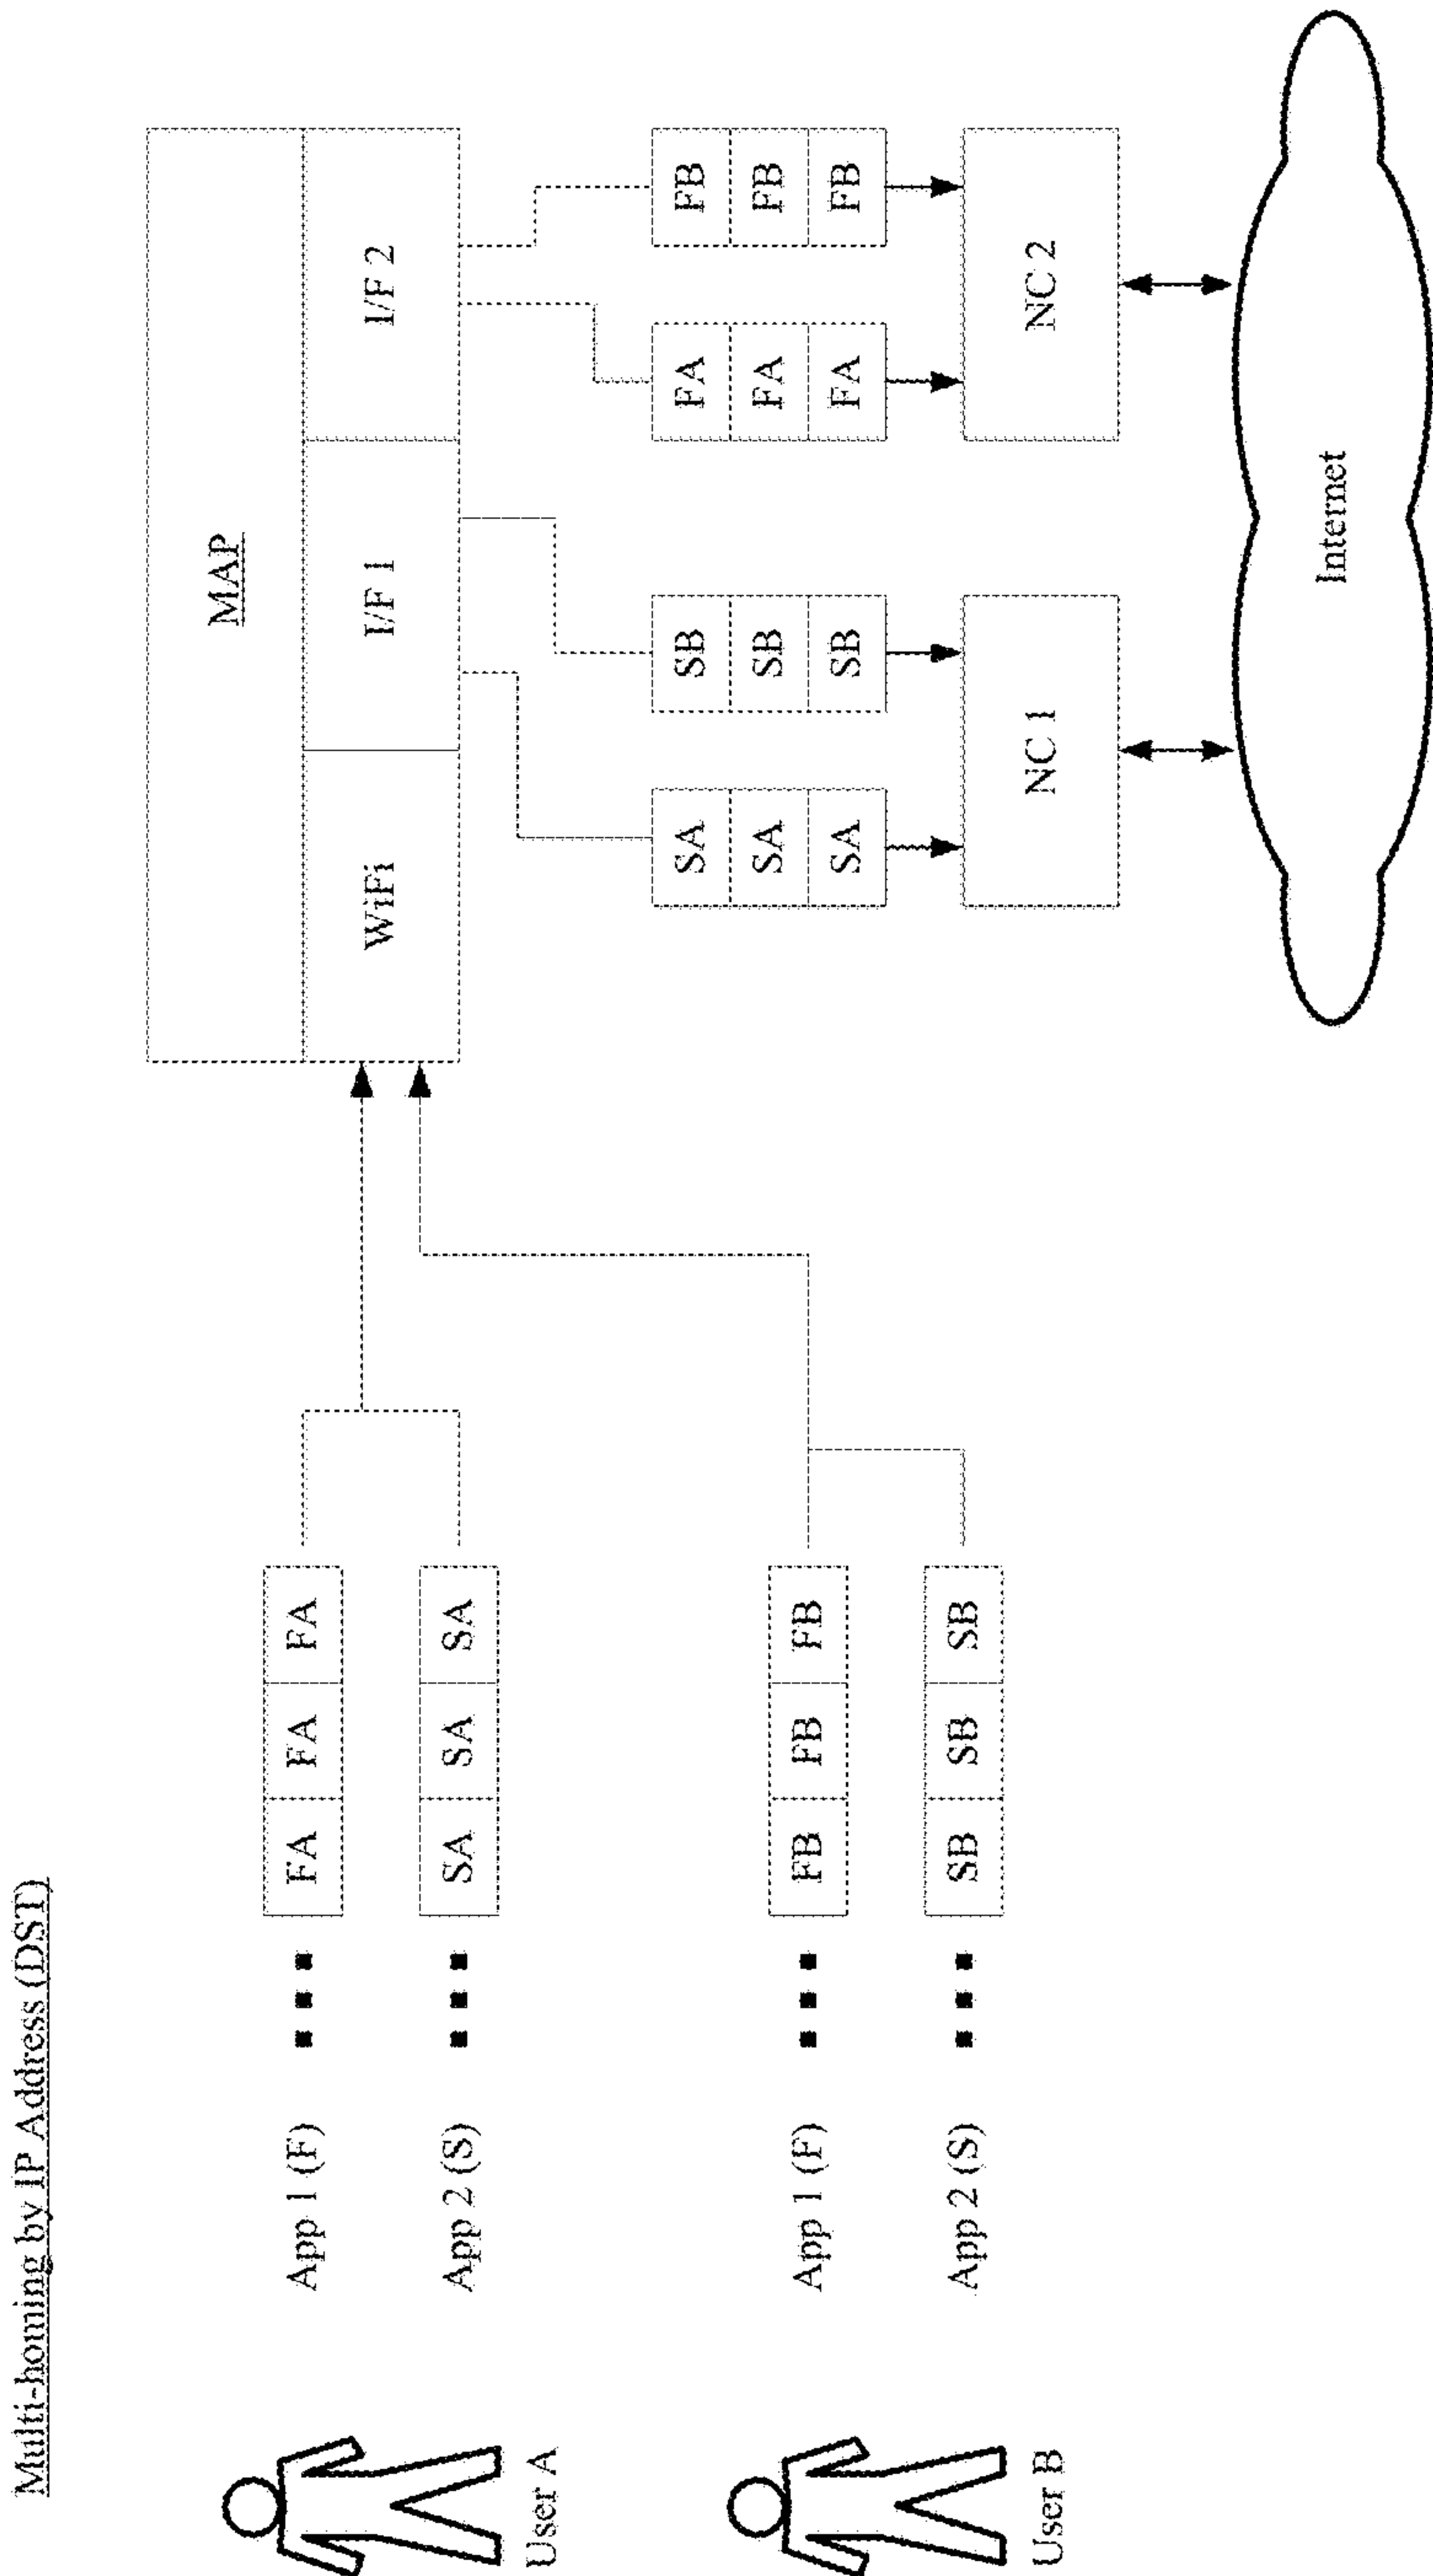 Multi-homing by IP Address (DST)
User A
App 1 (F)
FA FA FA
App 2 (S)
SA SA SA
User B
App 1 (F)
FB FB FB
App 2 (S)
SB SB SB
MAP
WiFi
I/F 1
I/F 2
SA
SA
SA
SB
SB
SB
FA
FA
FA
FB
FB
FB
NC 1
NC 2
Internet